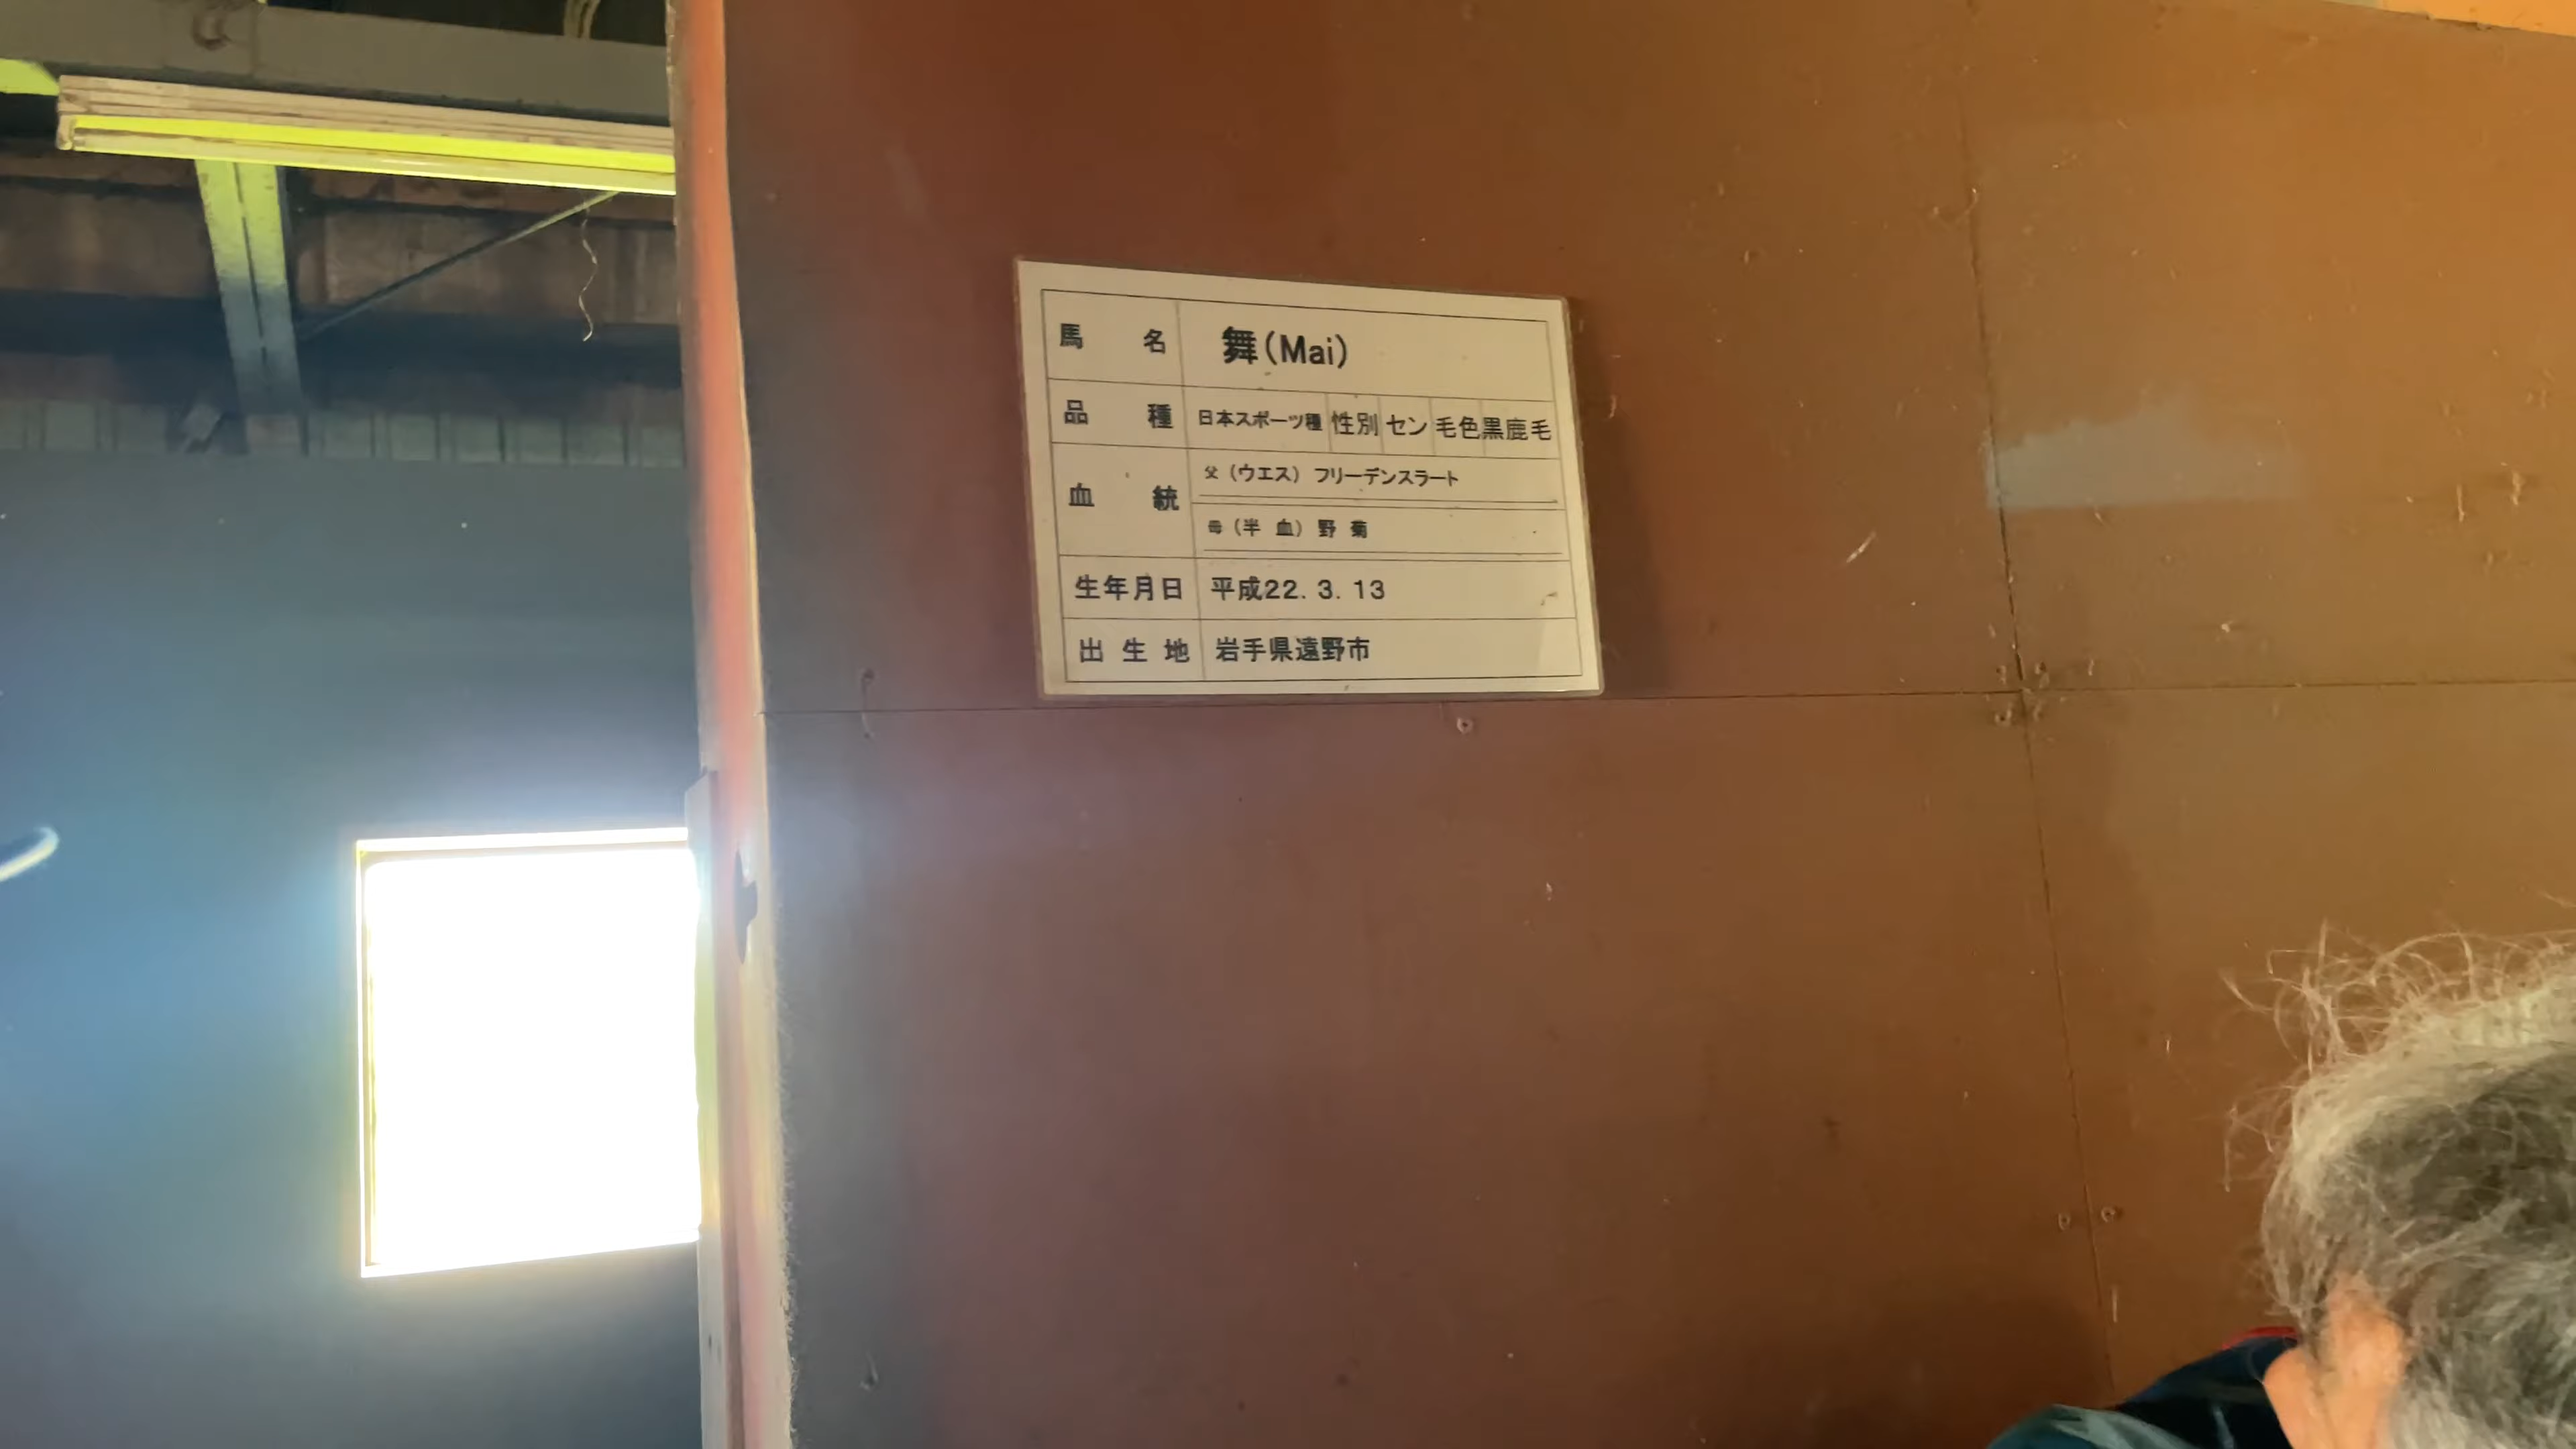 馬名 舞(Mai)
品種 日本スポーツ種 性別 セン 毛色 黒鹿毛
血統 父(ウエス) フリーデンスラート
母(半 血) 野 菊
生年月日 平成22.3.13
出生地 岩手県遠野市